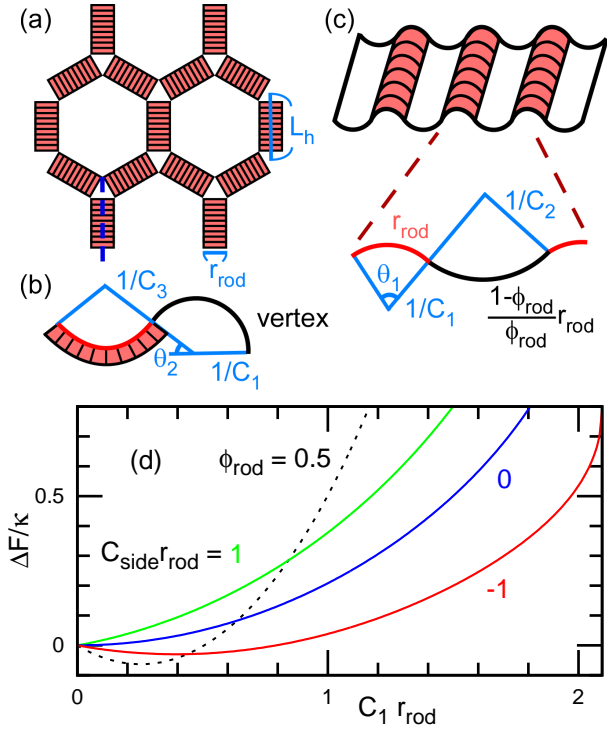 (a)
L_h
r_rod
(b)
1/C_3
vertex
θ_2
1/C_1
(c)
1/C_2
r_rod
θ_1
1/C_1
1-ϕ_rod
ϕ_rod
r_rod
(d)
ϕ_rod = 0.5
C_side r_rod = 1
0
-1
ΔF/κ
0.5
0
0
1
2
C_1 r_rod